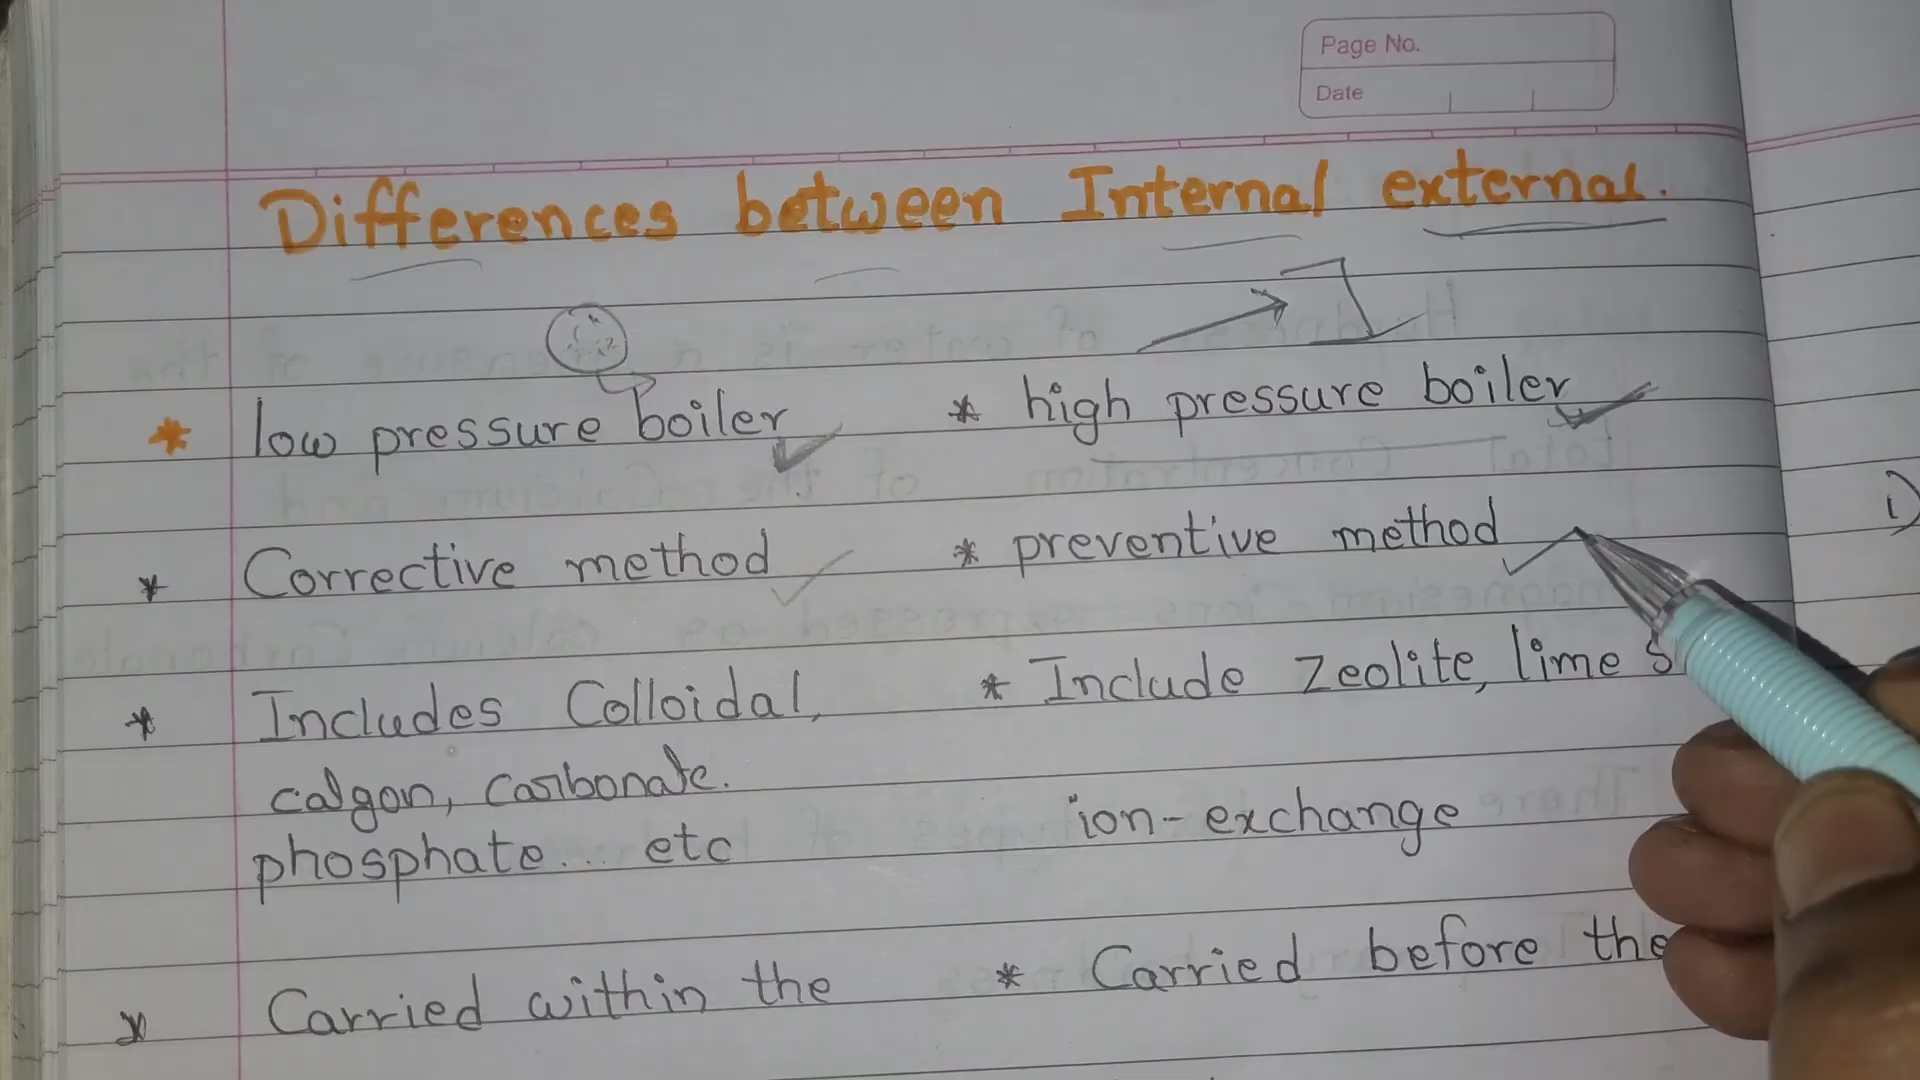 Page No.
Date
Differences between Internal external.
* low pressure boiler
* high pressure boiler
* Corrective method
* preventive method
i)
* Includes Colloidal,
* Include zeolite, lime s
calgon, carbonate.
ion-exchange
phosphate... etc
* Carried within the
* Carried before the